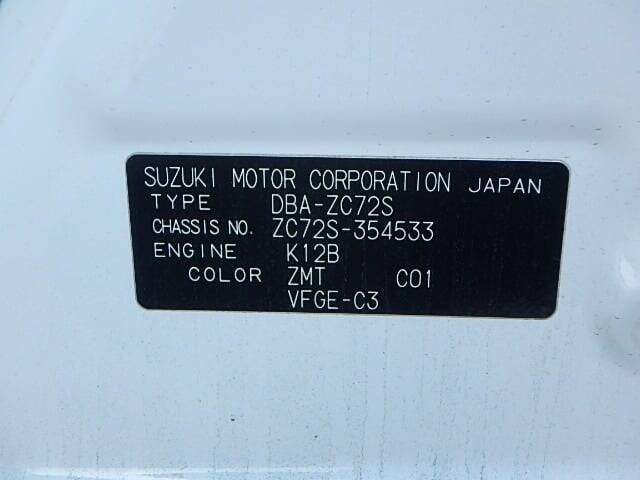 SUZUKI MOTOR CORPORATION JAPAN
TYPE DBA-ZC72S
CHASSIS NO. ZC72S-354533
ENGINE K12B
COLOR ZMT C01
VFGE-C3